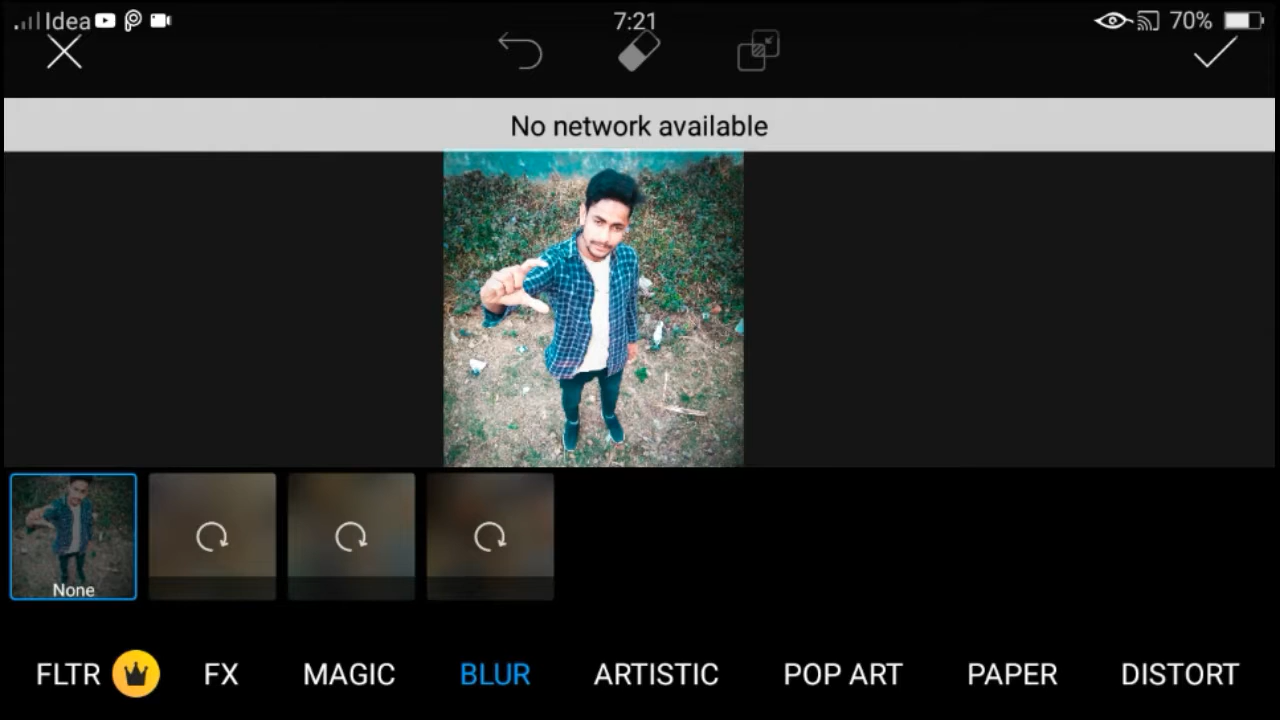 Idea 7:21 70%
No network available
None
FLTR FX MAGIC BLUR ARTISTIC POP ART PAPER DISTORT